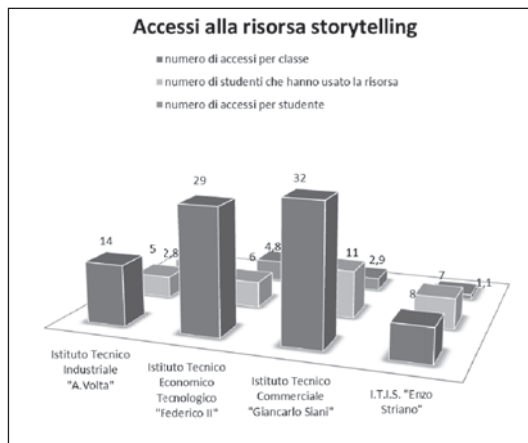 Accessi alla risorsa storytelling
numero di accessi per classe
numero di studenti che hanno usato la risorsa
numero di accessi per studente
14
5
2,8
29
6
4,8
32
11
2,9
8
7
1,1
Istituto Tecnico
Industriale
"A.Volta"
Istituto Tecnico
Economico
Tecnologico
"Federico II"
Istituto Tecnico
Commerciale
"Giancarlo Siani"
I.T.I.S. "Enzo
Striano"